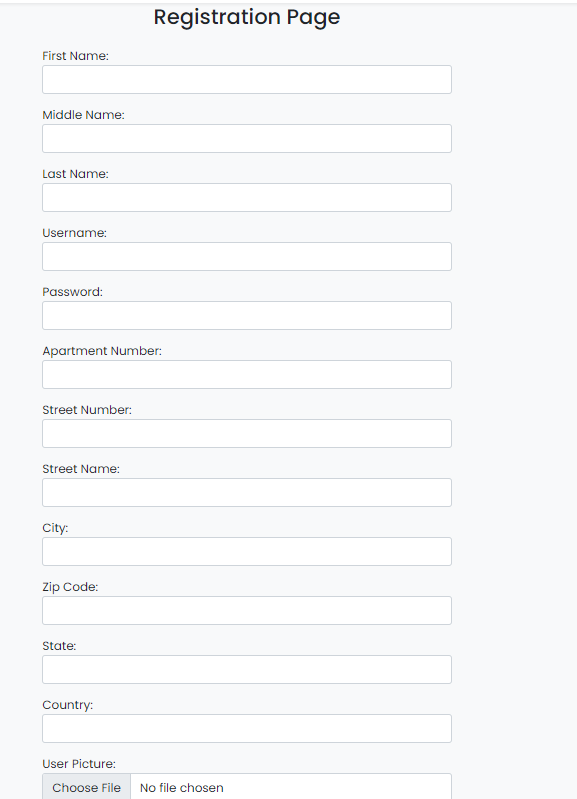 Registration Page
First Name:
Middle Name:
Last Name:
Username:
Password:
Apartment Number:
Street Number:
Street Name:
City:
Zip Code:
State:
Country:
User Picture:
Choose File No file chosen